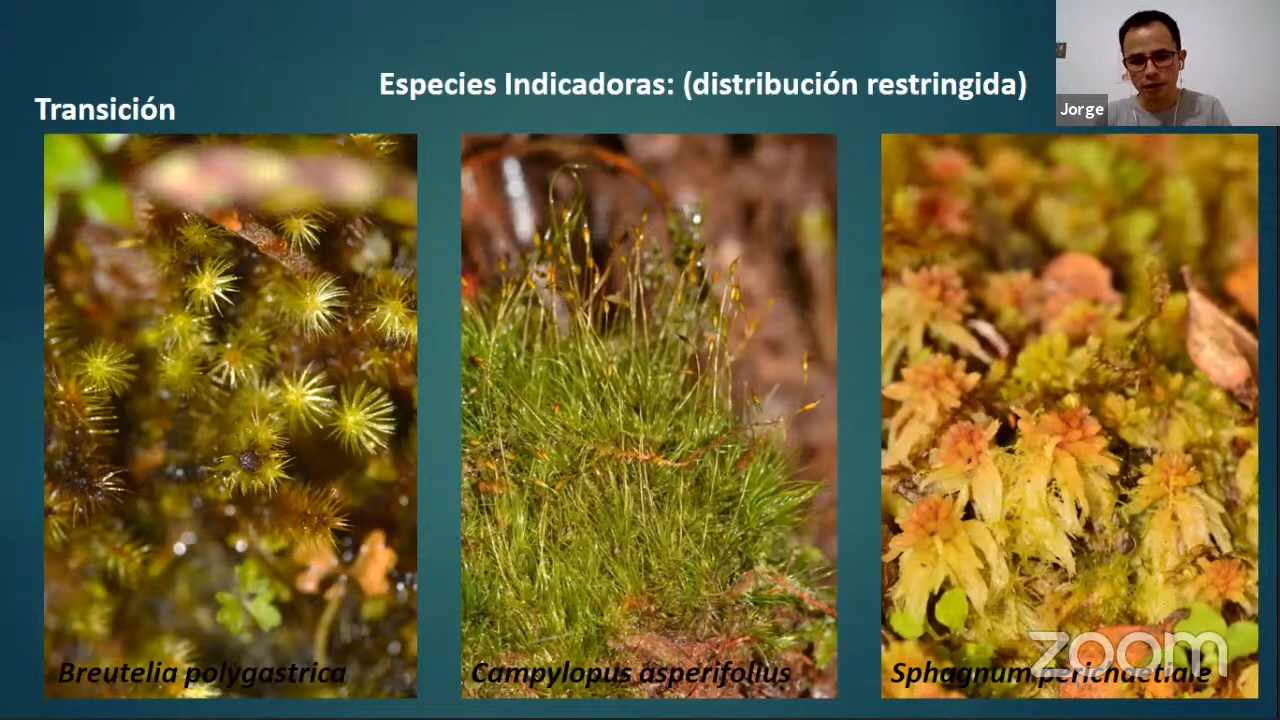 Especies Indicadoras: (distribución restringida)
Transición
Jorge
Breutelia polygastrica
Campylopus asperifolius
Sphagnum perichaetiale
zoom